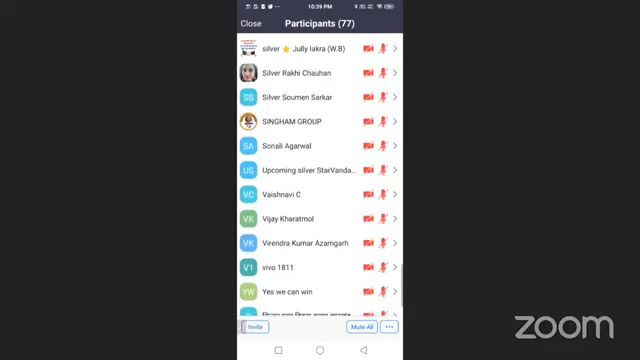 10:39 PM
Close
Participants (77)
silver ⭐ Jully lakra (W.B)
Silver Rakhi Chauhan
SS Silver Soumen Sarkar
SINGHAM GROUP
SA Sonali Agarwal
US Upcoming silver StarVanda...
VC Vaishnavi C
VK Vijay Kharatmol
VK Virendra Kumar Azamgarh
V1 vivo 1811
YW Yes we can win
Invite
Mute All
...
zoom